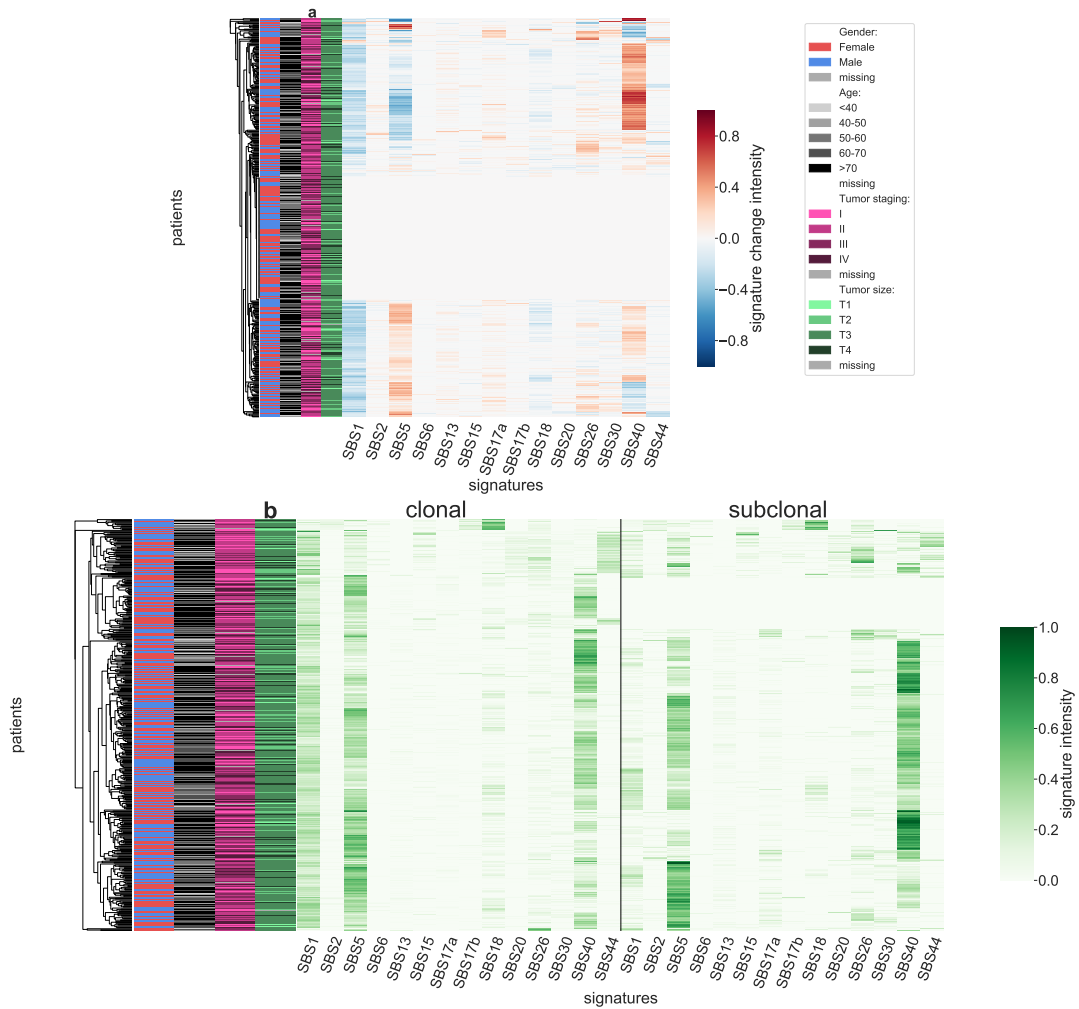 a
patients
SBS1
SBS2
SBS5
SBS6
SBS13
SBS15
SBS17a
SBS17b
SBS18
SBS20
SBS26
SBS30
SBS40
SBS44
signatures
0.8
0.4
0.0
−0.4
−0.8
signature change intensity
Gender:
Female
Male
missing
Age:
<40
40-50
50-60
60-70
>70
missing
Tumor staging:
I
II
III
IV
missing
Tumor size:
T1
T2
T3
T4
missing
b
clonal
subclonal
patients
SBS1
SBS2
SBS5
SBS6
SBS13
SBS15
SBS17a
SBS17b
SBS18
SBS20
SBS26
SBS30
SBS40
SBS44
SBS1
SBS2
SBS5
SBS6
SBS13
SBS15
SBS17a
SBS17b
SBS18
SBS20
SBS26
SBS30
SBS40
SBS44
signatures
1.0
0.8
0.6
0.4
0.2
0.0
signature intensity